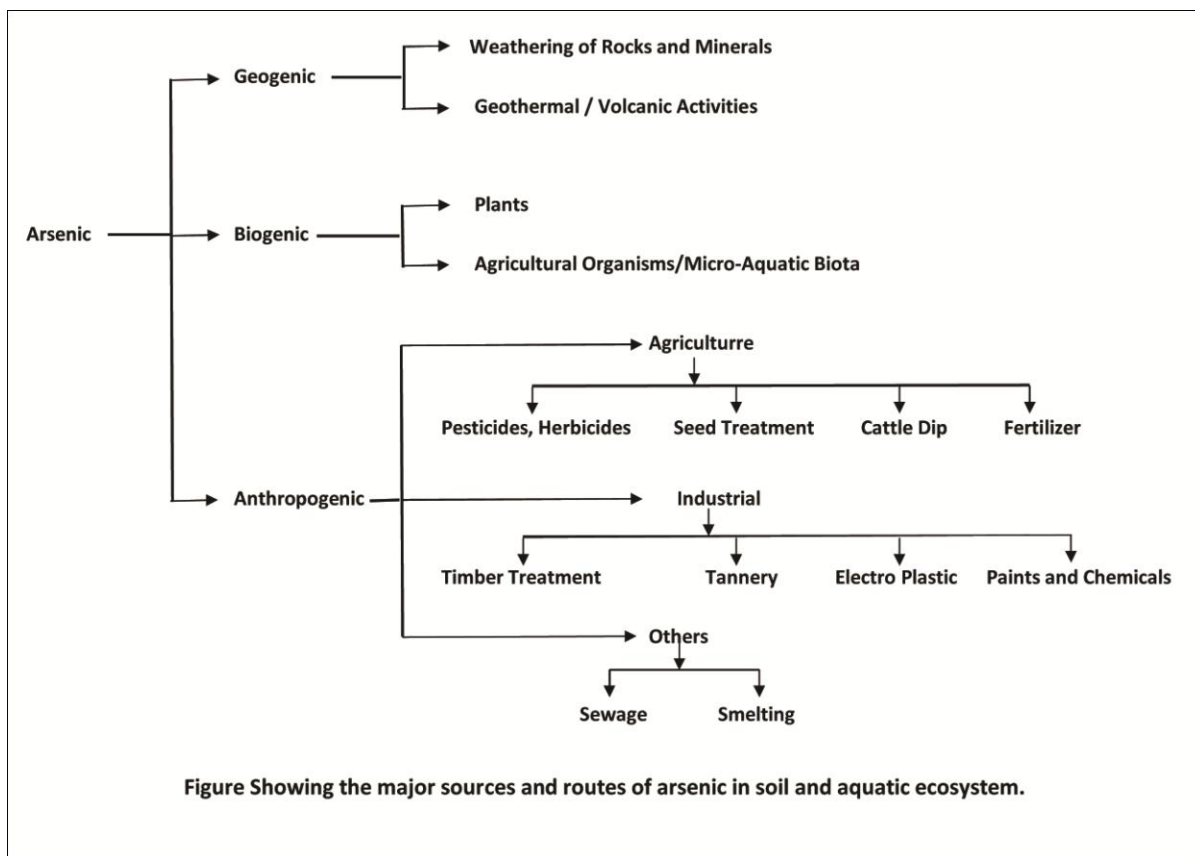 Weathering of Rocks and Minerals
Geogenic
Geothermal / Volcanic Activities
Plants
Arsenic
Biogenic
Agricultural Organisms/Micro-Aquatic Biota
Agriculturre
Pesticides, Herbicides
Seed Treatment
Cattle Dip
Fertilizer
Anthropogenic
Industrial
Timber Treatment
Tannery
Electro Plastic
Paints and Chemicals
Others
Sewage
Smelting
Figure Showing the major sources and routes of arsenic in soil and aquatic ecosystem.